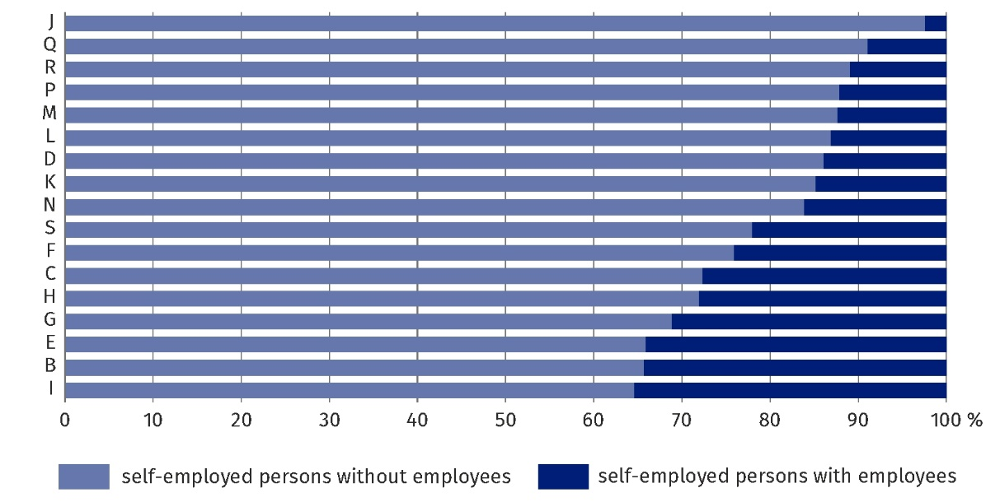 J
Q
R
P
M
L
D
K
N
S
F
C
H
G
E
B
I
0 10 20 30 40 50 60 70 80 90 100 %
self-employed persons without employees self-employed persons with employees